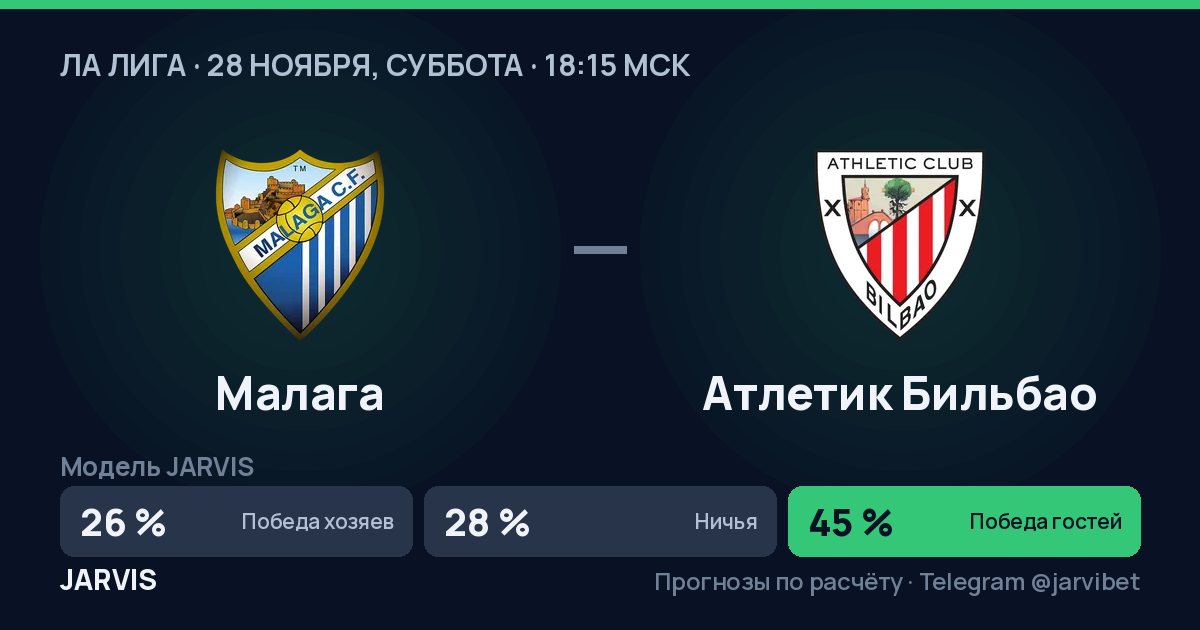 ЛА ЛИГА · 28 НОЯБРЯ, СУББОТА · 18:15 МСК
TM
MALAGA C.F.
ATHLETIC CLUB
X X
BILBAO
—
Малага
Атлетик Бильбао
Модель JARVIS
26 % Победа хозяев
28 % Ничья
45 % Победа гостей
JARVIS
Прогнозы по расчёту · Telegram @jarvibet